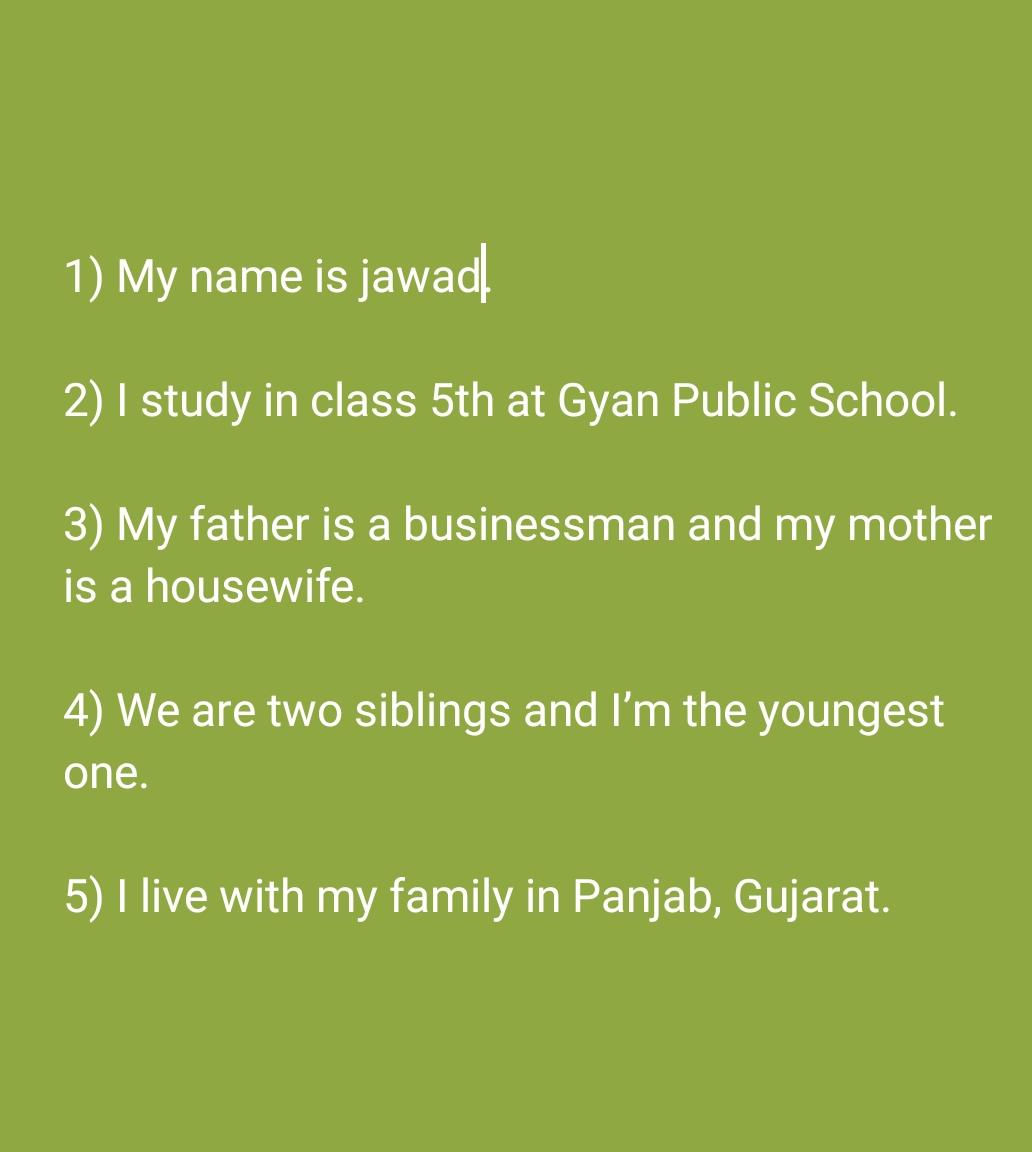 1) My name is jawad.
2) I study in class 5th at Gyan Public School.
3) My father is a businessman and my mother
is a housewife.
4) We are two siblings and I’m the youngest
one.
5) I live with my family in Panjab, Gujarat.